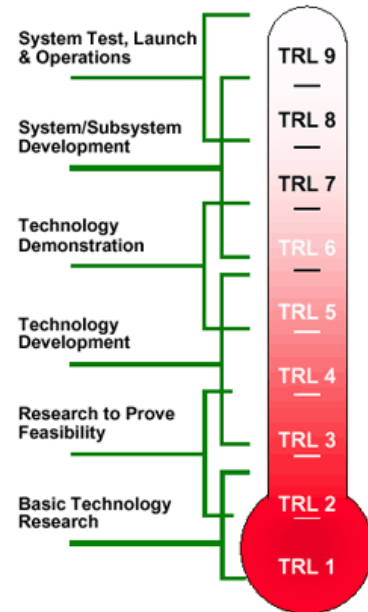 System Test, Launch
& Operations
System/Subsystem
Development
Technology
Demonstration
Technology
Development
Research to Prove
Feasibility
Basic Technology
Research
TRL 9
TRL 8
TRL 7
TRL 6
TRL 5
TRL 4
TRL 3
TRL 2
TRL 1